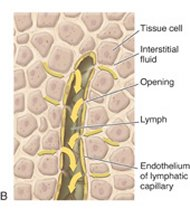 Tissue cell
Interstitial
fluid
Opening
Lymph
Endothelium
of lymphatic
capillary
B